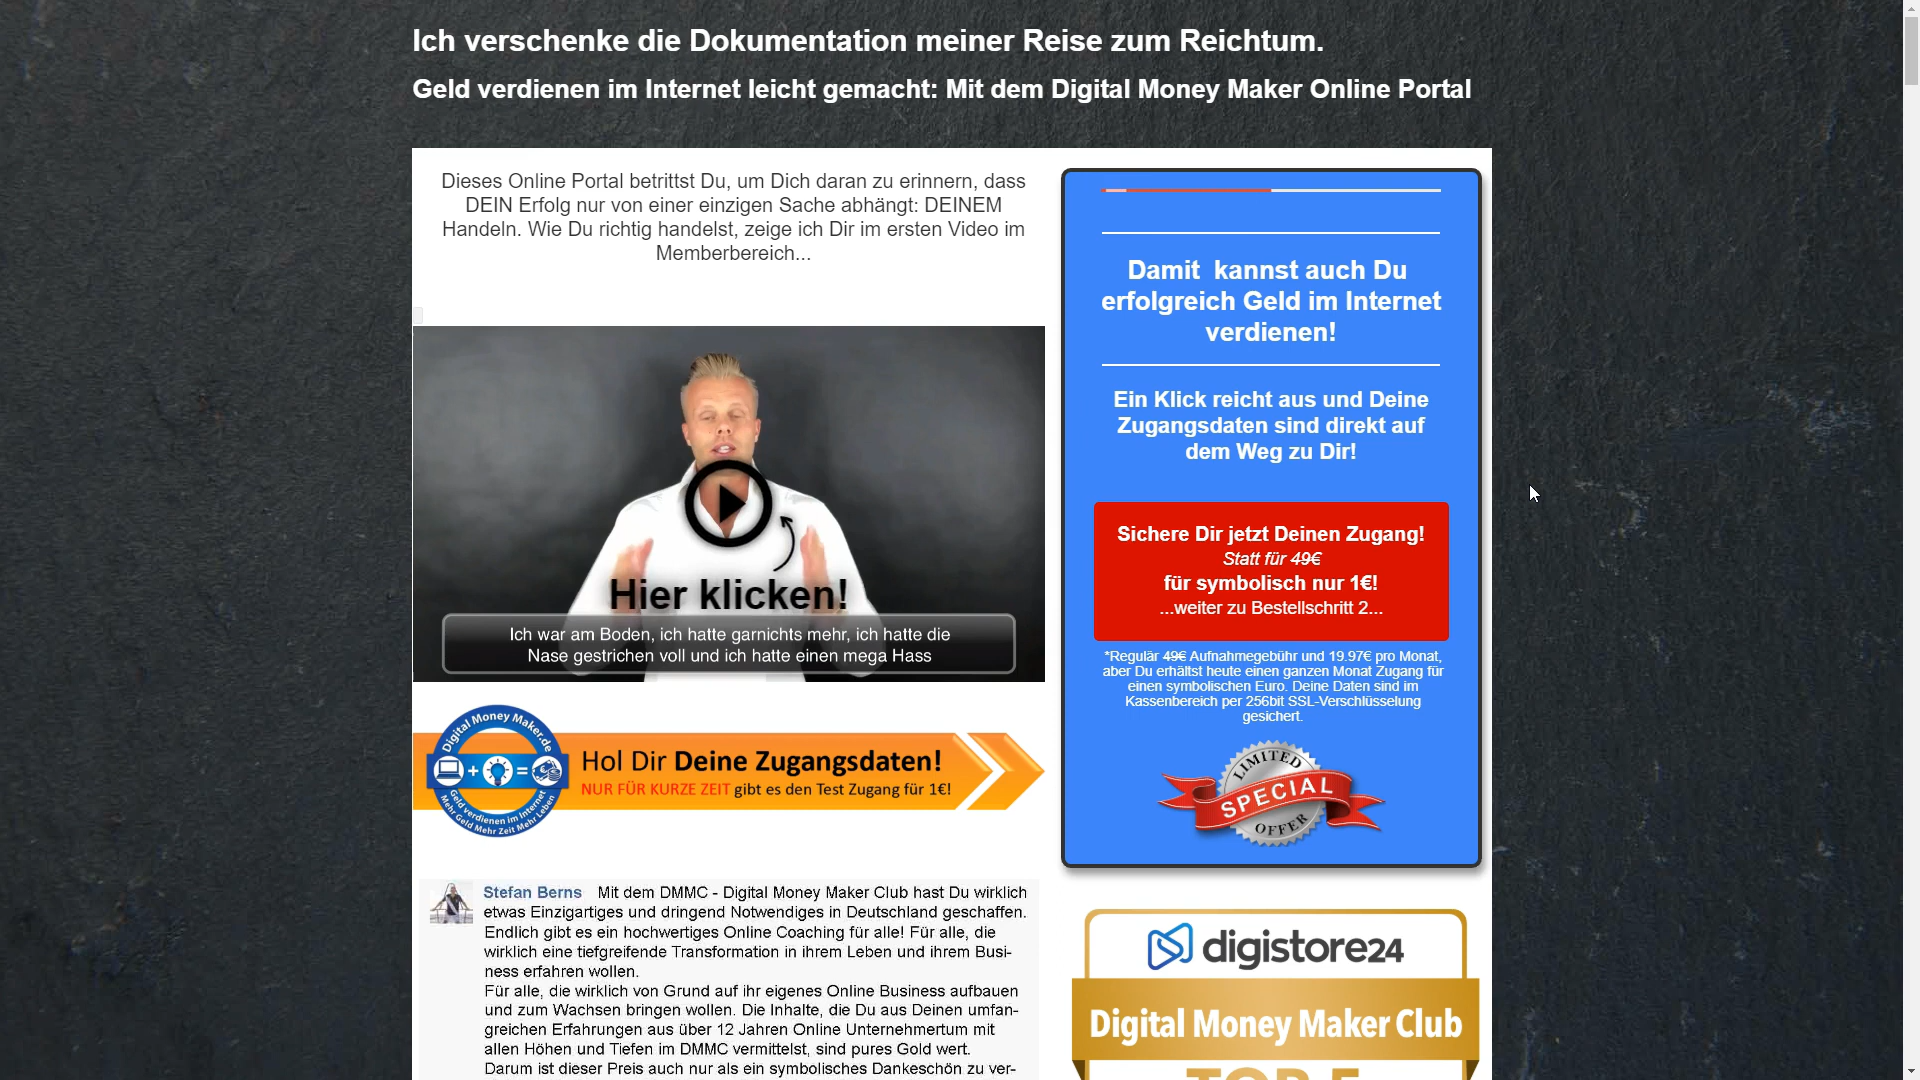 Ich verschenke die Dokumentation meiner Reise zum Reichtum.
Geld verdienen im Internet leicht gemacht: Mit dem Digital Money Maker Online Portal
Dieses Online Portal betrittst Du, um Dich daran zu erinnern, dass
DEIN Erfolg nur von einer einzigen Sache abhängt: DEINEM
Handeln. Wie Du richtig handelst, zeige ich Dir im ersten Video im
Memberbereich...
Hier klicken!
Ich war am Boden, ich hatte garnichts mehr, ich hatte die
Nase gestrichen voll und ich hatte einen mega Hass
Digital Money Maker.de
Geld verdienen im Internet
Mehr Geld Mehr Zeit Mehr Leben
Hol Dir Deine Zugangsdaten!
NUR FÜR KURZE ZEIT gibt es den Test Zugang für 1€!
Stefan Berns Mit dem DMMC - Digital Money Maker Club hast Du wirklich
etwas Einzigartiges und dringend Notwendiges in Deutschland geschaffen.
Endlich gibt es ein hochwertiges Online Coaching für alle! Für alle, die
wirklich eine tiefgreifende Transformation in ihrem Leben und ihrem Busi-
ness erfahren wollen.
Für alle, die wirklich von Grund auf ihr eigenes Online Business aufbauen
und zum Wachsen bringen wollen. Die Inhalte, die Du aus Deinen umfan-
greichen Erfahrungen aus über 12 Jahren Online Unternehmertum mit
allen Höhen und Tiefen im DMMC vermittelst, sind pures Gold wert.
Darum ist dieser Preis auch nur als ein symbolisches Dankeschön zu ver-
Damit kannst auch Du
erfolgreich Geld im Internet
verdienen!
Ein Klick reicht aus und Deine
Zugangsdaten sind direkt auf
dem Weg zu Dir!
Sichere Dir jetzt Deinen Zugang!
Statt für 49€
für symbolisch nur 1€!
...weiter zu Bestellschritt 2...
*Regulär 49€ Aufnahmegebühr und 19.97€ pro Monat,
aber Du erhältst heute einen ganzen Monat Zugang für
einen symbolischen Euro. Deine Daten sind im
Kassenbereich per 256bit SSL-Verschlüsselung
gesichert.
LIMITED
SPECIAL
OFFER
digistore24
Digital Money Maker Club
TOP 5